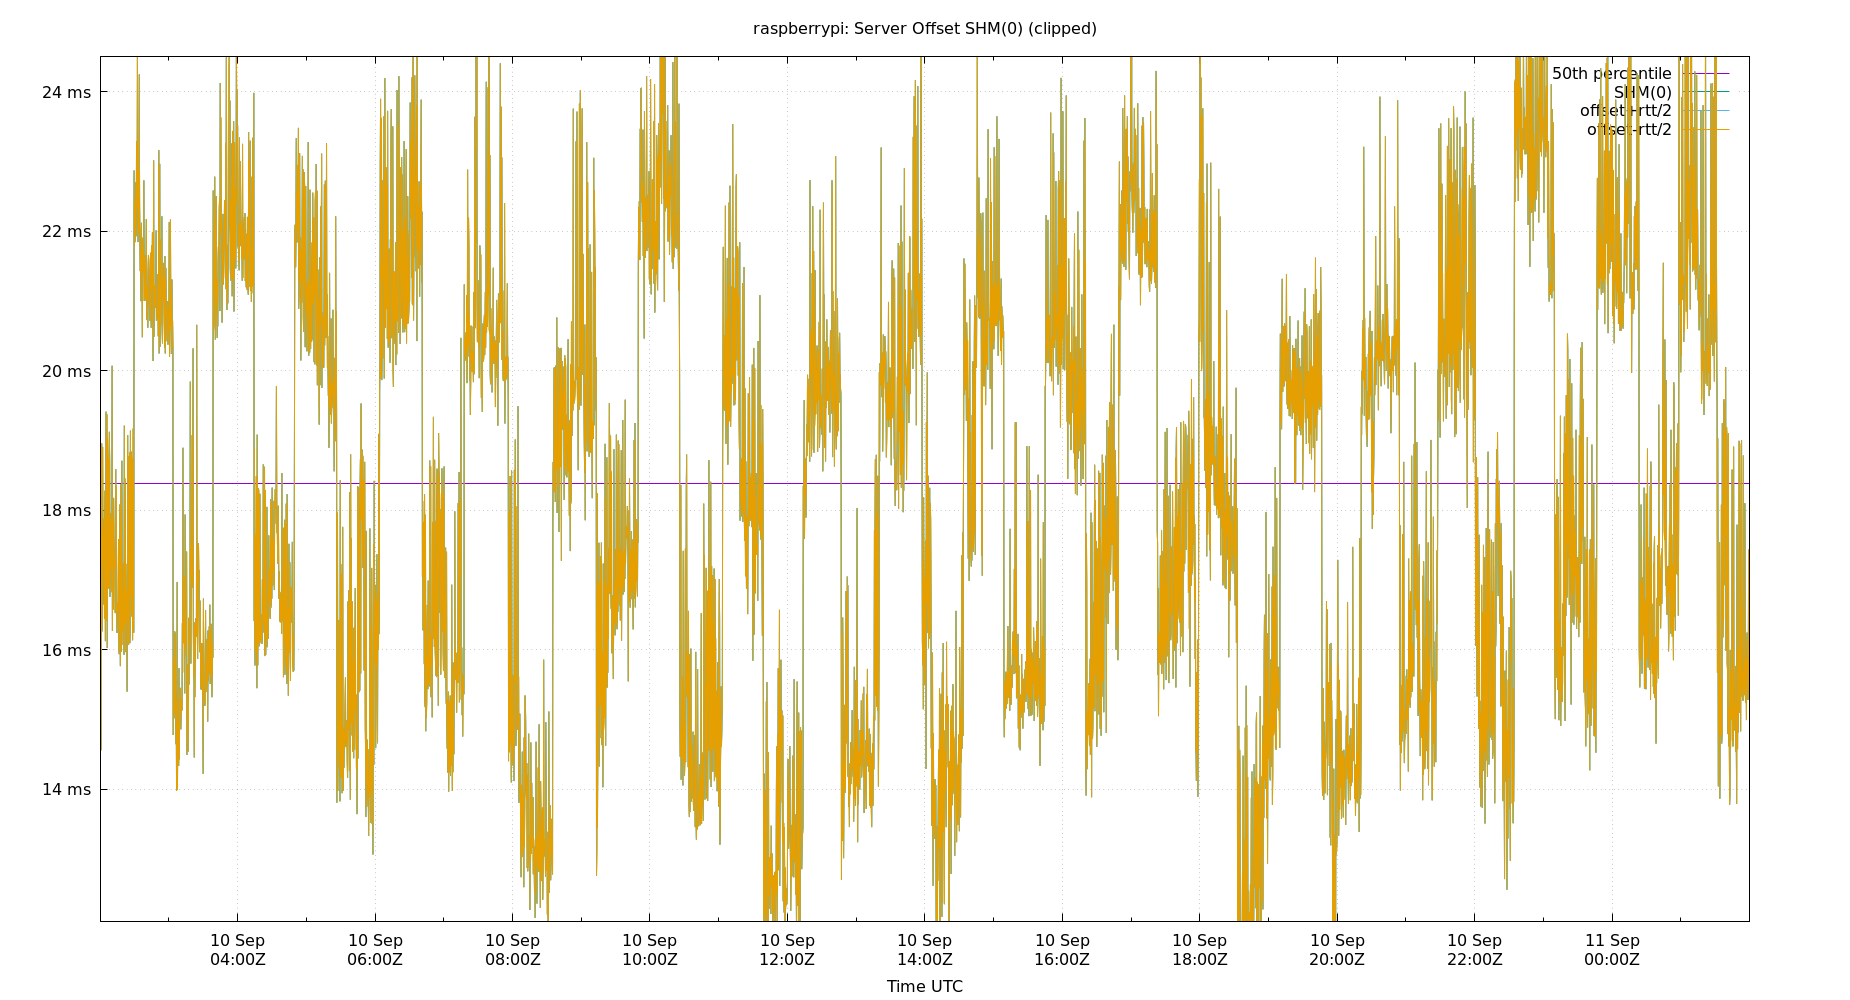 raspberrypi: Server Offset SHM(0) (clipped)
24 ms
22 ms
20 ms
18 ms
16 ms
14 ms
50th percentile
SHM(0)
offset+rtt/2
offset-rtt/2
10 Sep
04:00Z
10 Sep
06:00Z
10 Sep
08:00Z
10 Sep
10:00Z
10 Sep
12:00Z
10 Sep
14:00Z
10 Sep
16:00Z
10 Sep
18:00Z
10 Sep
20:00Z
10 Sep
22:00Z
11 Sep
00:00Z
Time UTC